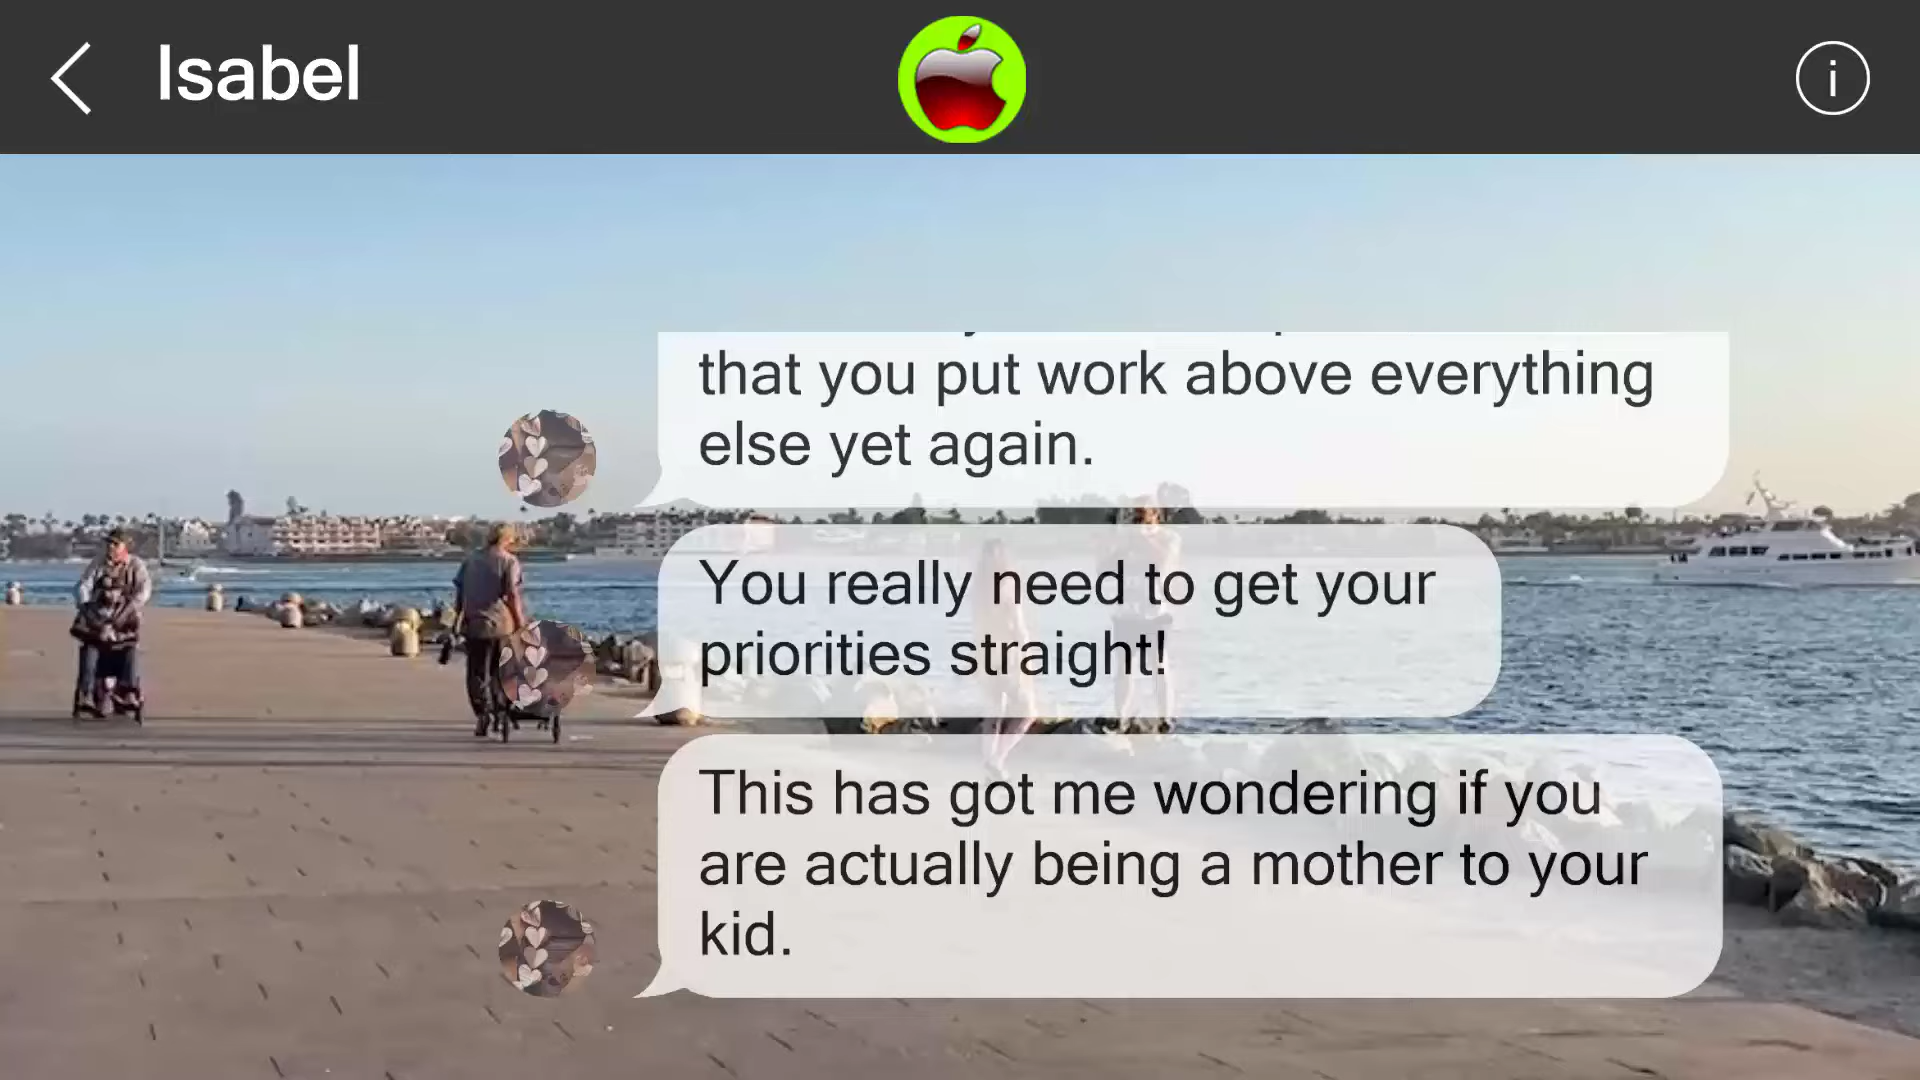 Isabel
i
that you put work above everything
else yet again.
You really need to get your
priorities straight!
This has got me wondering if you
are actually being a mother to your
kid.